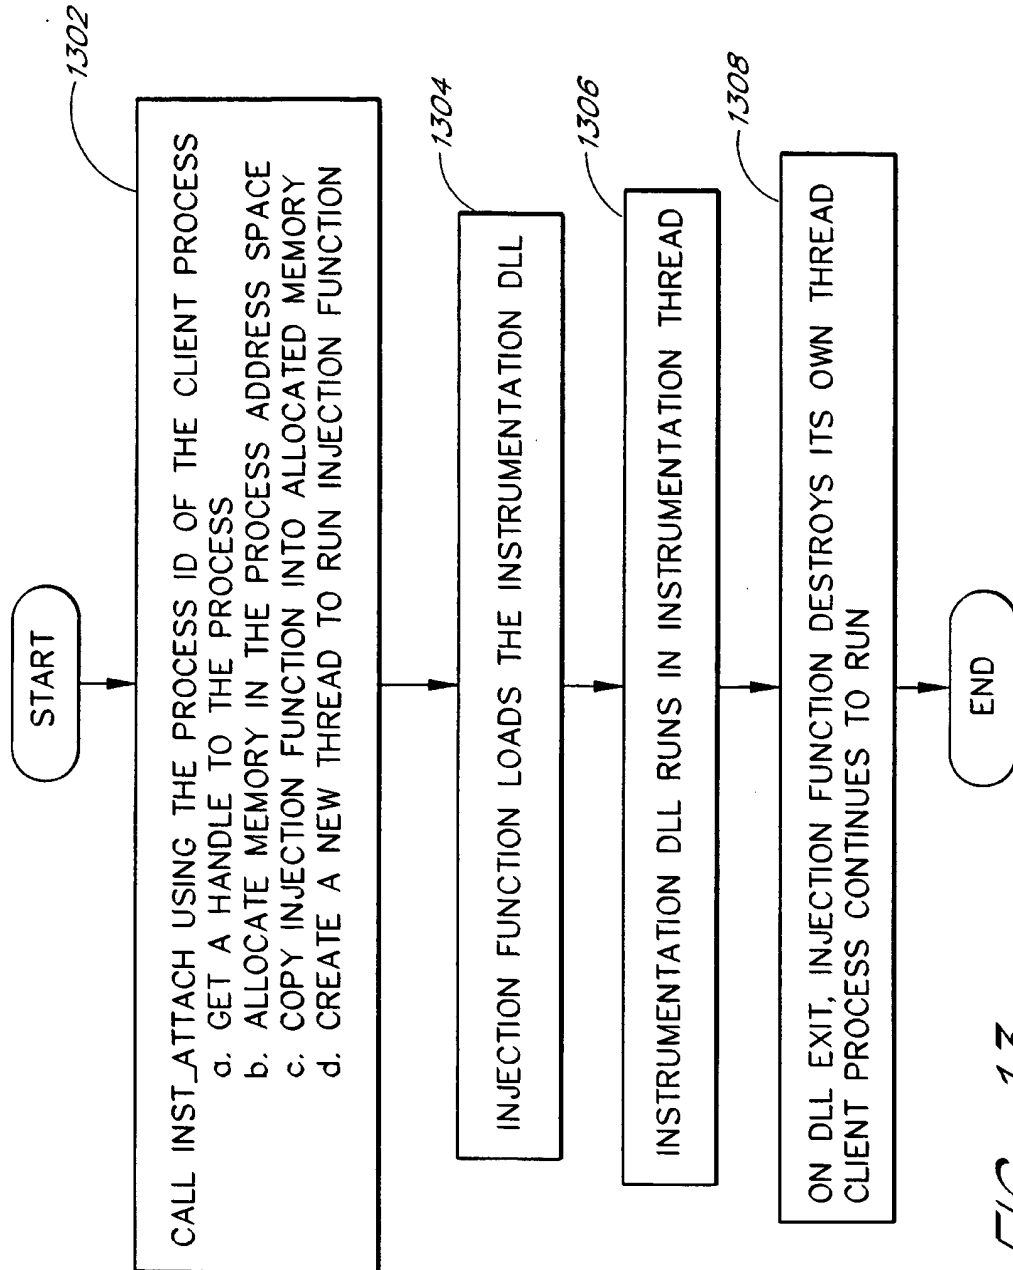 START
1302
CALL INST_ATTACH USING THE PROCESS ID OF THE CLIENT PROCESS
a. GET A HANDLE TO THE PROCESS
b. ALLOCATE MEMORY IN THE PROCESS ADDRESS SPACE
c. COPY INJECTION FUNCTION INTO ALLOCATED MEMORY
d. CREATE A NEW THREAD TO RUN INJECTION FUNCTION
1304
INJECTION FUNCTION LOADS THE INSTRUMENTATION DLL
1306
INSTRUMENTATION DLL RUNS IN INSTRUMENTATION THREAD
1308
ON DLL EXIT, INJECTION FUNCTION DESTROYS ITS OWN THREAD
CLIENT PROCESS CONTINUES TO RUN
END
FIG. 13